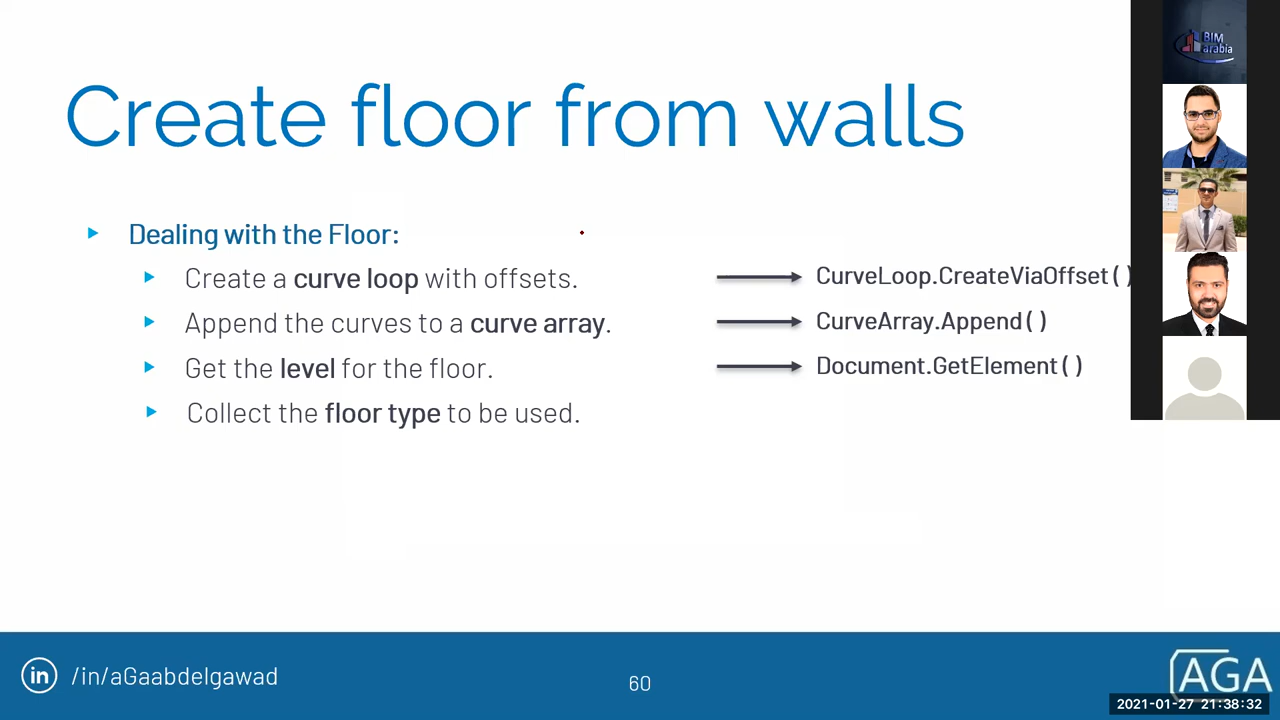 BIM
arabia
Create floor from walls
Dealing with the Floor:
Create a curve loop with offsets.
CurveLoop.CreateViaOffset( )
Append the curves to a curve array.
CurveArray.Append( )
Get the level for the floor.
Document.GetElement( )
Collect the floor type to be used.
in
/in/aGaabdelgawad
60
AGA
2021-01-27 21:38:32